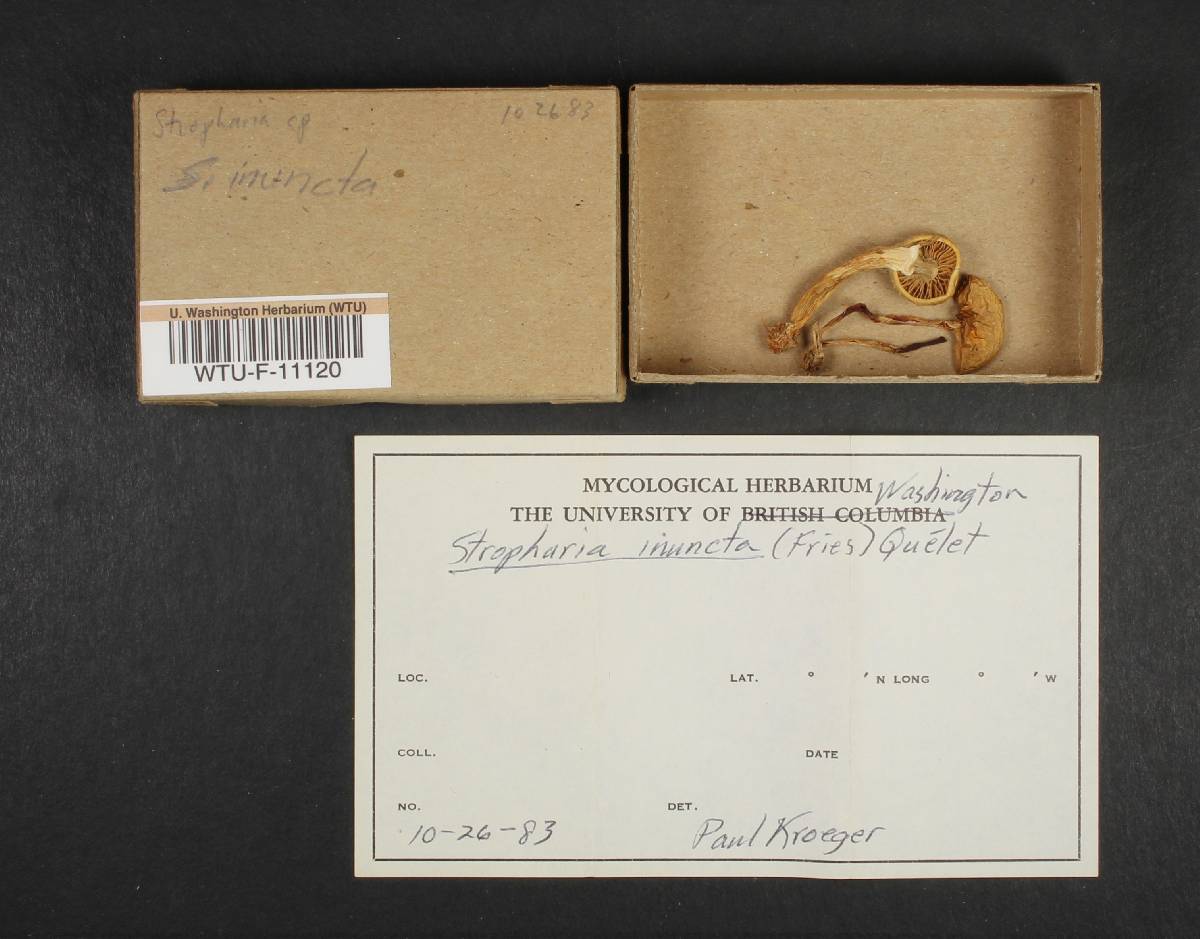 Stropharia sp 10 26 83
S. inuncta
U. Washington Herbarium (WTU)
WTU-F-11120
MYCOLOGICAL HERBARIUM Washington
THE UNIVERSITY OF BRITISH COLUMBIA
Stropharia inuncta (Fries) Quélet
LOC. LAT. ° ′ N LONG ° ′ W
COLL. DATE
NO. DET.
10-26-83 Paul Kroeger